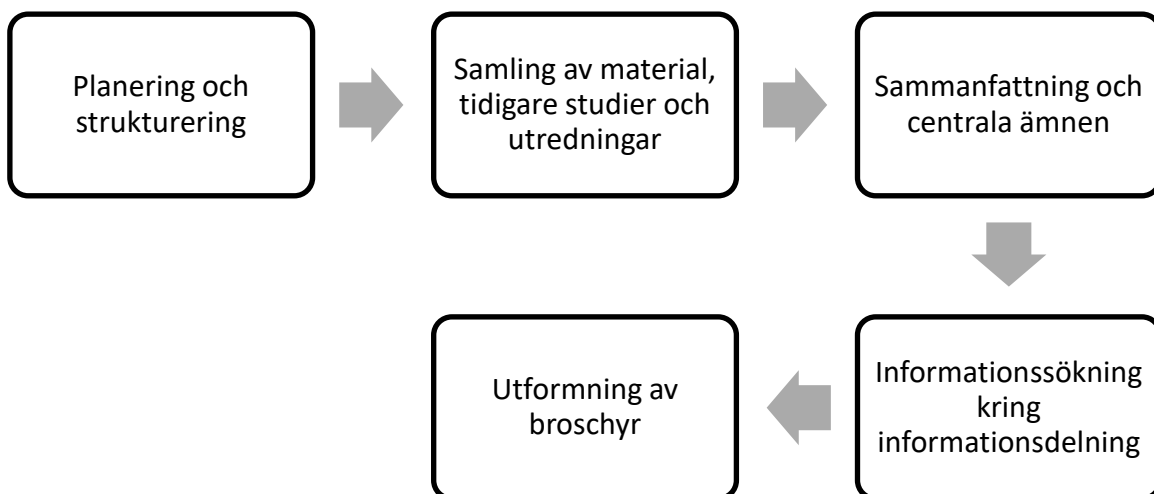 Planering och
strukturering
Samling av material,
tidigare studier och
utredningar
Sammanfattning och
centrala ämnen
Informationssökning
kring
informationsdelning
Utformning av
broschyr